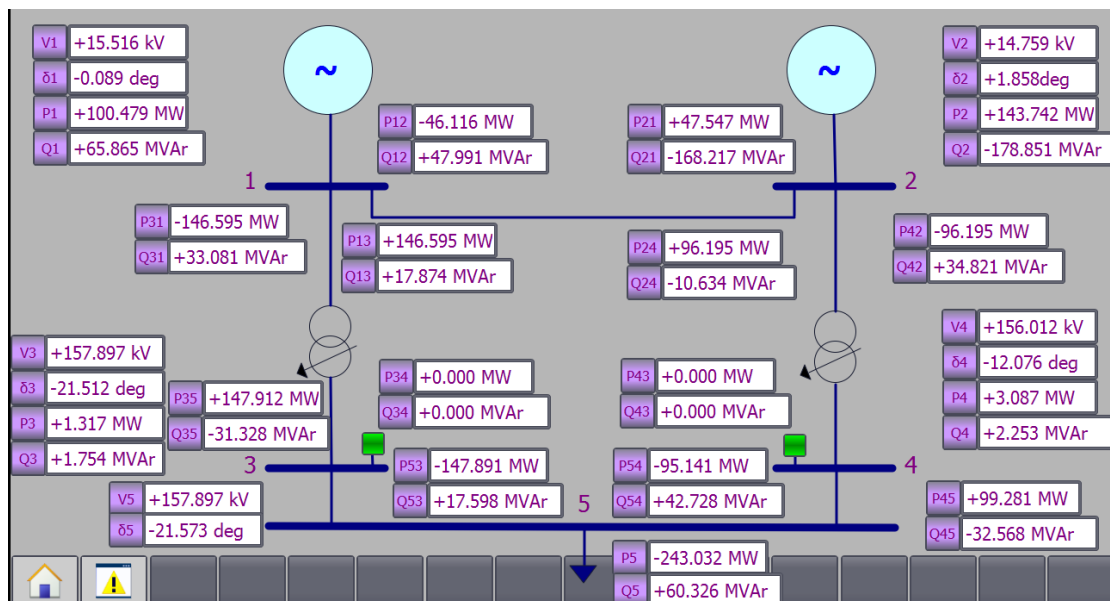 V1 +15.516 kV
δ1 -0.089 deg
P1 +100.479 MW
Q1 +65.865 MVAr
~
~
V2 +14.759 kV
δ2 +1.858deg
P2 +143.742 MW
Q2 -178.851 MVAr
P12 -46.116 MW
Q12 +47.991 MVAr
P21 +47.547 MW
Q21 -168.217 MVAr
1
2
P31 -146.595 MW
Q31 +33.081 MVAr
P13 +146.595 MW
Q13 +17.874 MVAr
P24 +96.195 MW
Q24 -10.634 MVAr
P42 -96.195 MW
Q42 +34.821 MVAr
V3 +157.897 kV
δ3 -21.512 deg
P3 +1.317 MW
Q3 +1.754 MVAr
P35 +147.912 MW
Q35 -31.328 MVAr
P34 +0.000 MW
Q34 +0.000 MVAr
P43 +0.000 MW
Q43 +0.000 MVAr
V4 +156.012 kV
δ4 -12.076 deg
P4 +3.087 MW
Q4 +2.253 MVAr
3
4
P53 -147.891 MW
Q53 +17.598 MVAr
P54 -95.141 MW
Q54 +42.728 MVAr
V5 +157.897 kV
δ5 -21.573 deg
5
P45 +99.281 MW
Q45 -32.568 MVAr
P5 -243.032 MW
Q5 +60.326 MVAr